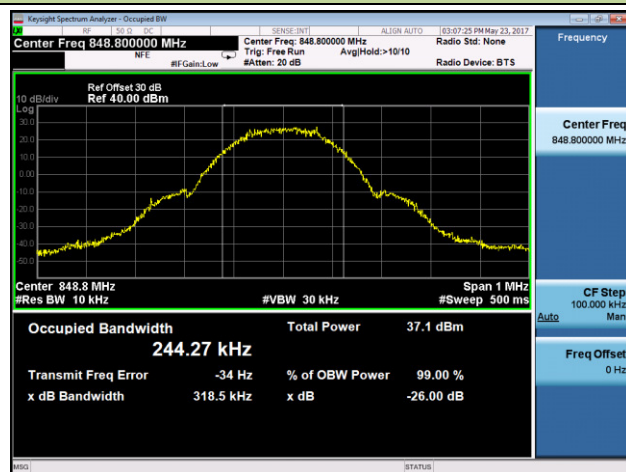 Keysight Spectrum Analyzer - Occupied BW
RF 50 Ω DC SENSE:INT ALIGN AUTO 03:07:25 PM May 23, 2017
Center Freq 848.800000 MHz Center Freq: 848.800000 MHz Radio Std: None
NFE Trig: Free Run Avg|Hold:>10/10
#IFGain:Low #Atten: 20 dB Radio Device: BTS
Ref Offset 30 dB
10 dB/div Ref 40.00 dBm
Log
30.0
20.0
10.0
0.00
-10.0
-20.0
-30.0
-40.0
-50.0
Center 848.8 MHz Span 1 MHz
#Res BW 10 kHz #VBW 30 kHz #Sweep 500 ms
Occupied Bandwidth Total Power 37.1 dBm
244.27 kHz
Transmit Freq Error -34 Hz % of OBW Power 99.00 %
x dB Bandwidth 318.5 kHz x dB -26.00 dB
MSG STATUS
Frequency
Center Freq
848.800000 MHz
CF Step
100.000 kHz
Auto Man
Freq Offset
0 Hz